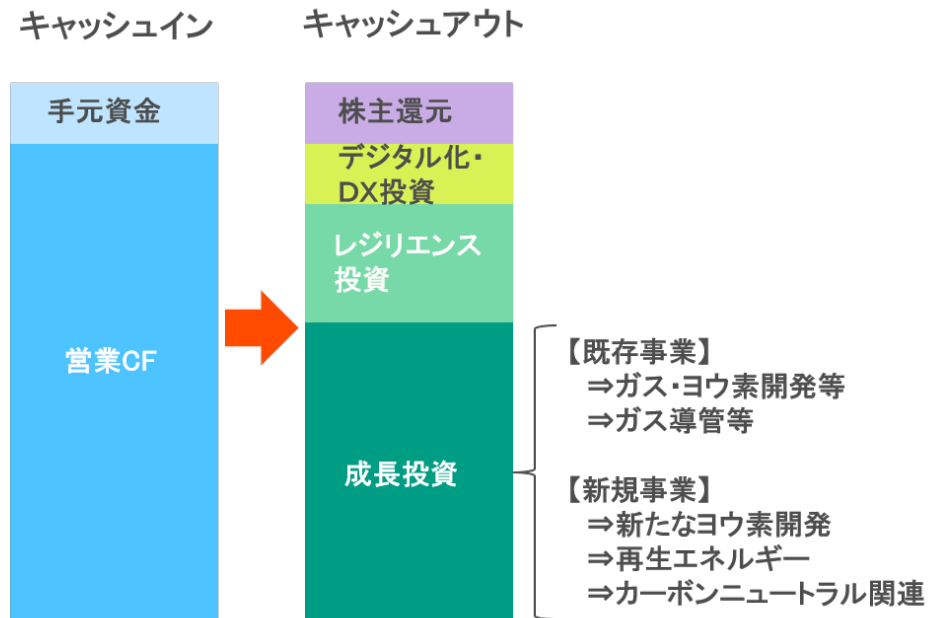 キャッシュイン
キャッシュアウト
手元資金
営業CF
株主還元
デジタル化・
DX投資
レジリエンス
投資
成長投資
【既存事業】
⇒ガス・ヨウ素開発等
⇒ガス導管等
【新規事業】
⇒新たなヨウ素開発
⇒再生エネルギー
⇒カーボンニュートラル関連